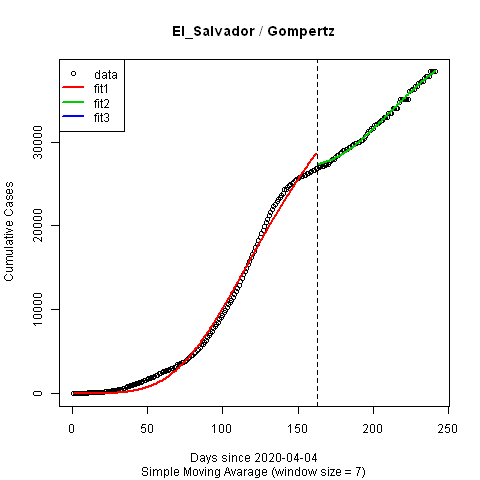 El_Salvador / Gompertz
data
fit1
fit2
fit3
Cumulative Cases
0
10000
20000
30000
0 50 100 150 200 250
Days since 2020-04-04
Simple Moving Avarage (window size = 7)